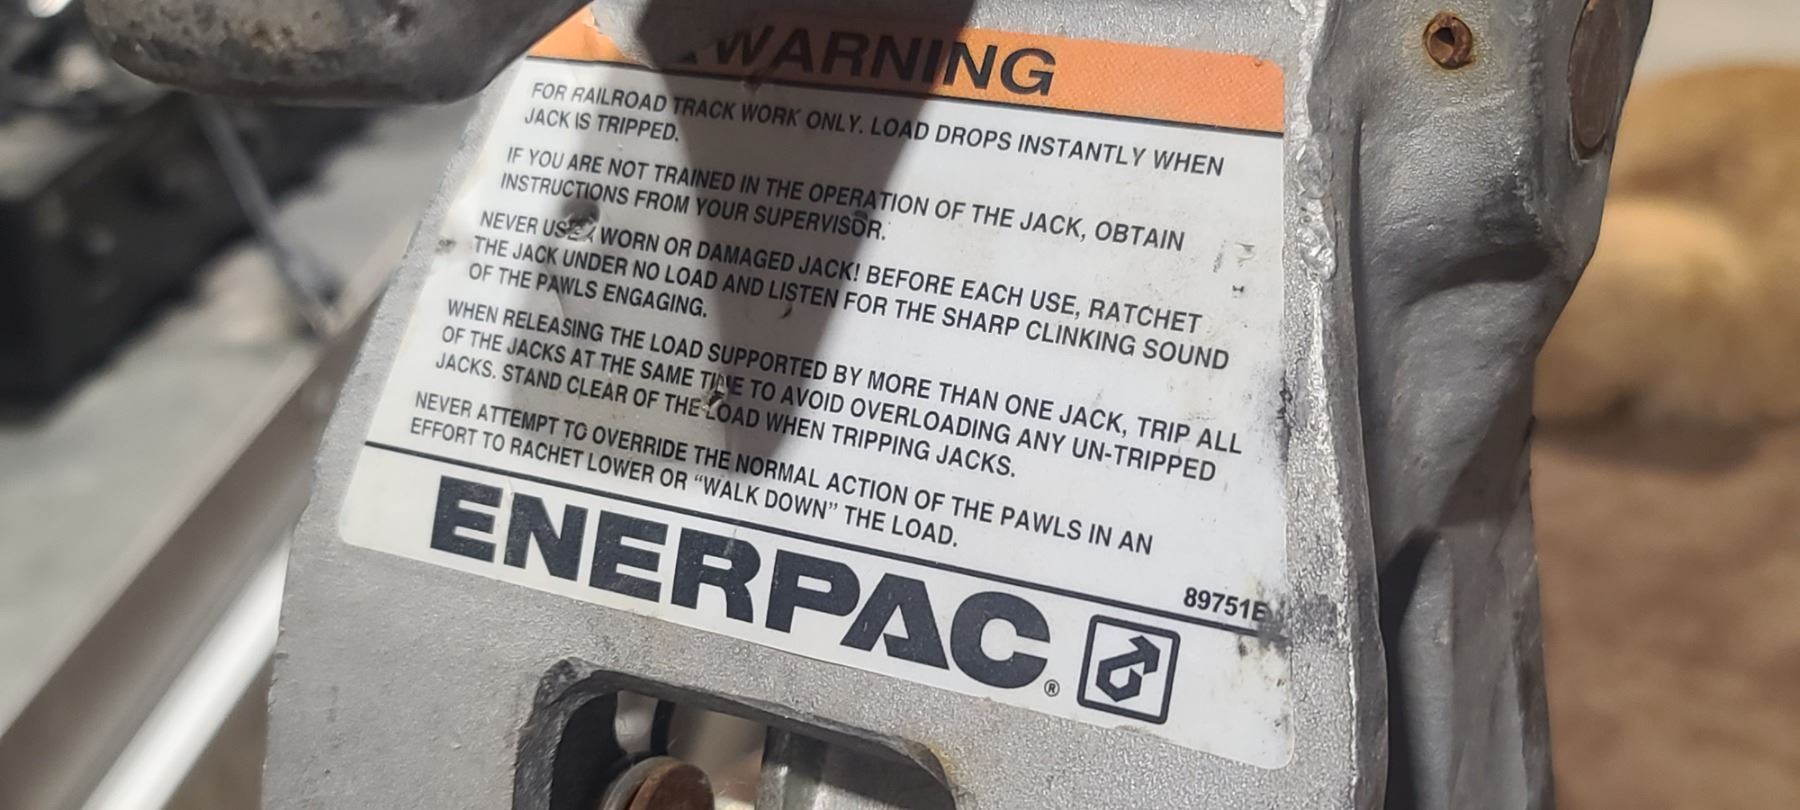 WARNING
FOR RAILROAD TRACK WORK ONLY. LOAD DROPS INSTANTLY WHEN
JACK IS TRIPPED.
IF YOU ARE NOT TRAINED IN THE OPERATION OF THE JACK, OBTAIN
INSTRUCTIONS FROM YOUR SUPERVISOR.
NEVER USE A WORN OR DAMAGED JACK! BEFORE EACH USE, RATCHET
THE JACK UNDER NO LOAD AND LISTEN FOR THE SHARP CLINKING SOUND
OF THE PAWLS ENGAGING.
WHEN RELEASING THE LOAD SUPPORTED BY MORE THAN ONE JACK, TRIP ALL
OF THE JACKS AT THE SAME TIME TO AVOID OVERLOADING ANY UN-TRIPPED
JACKS. STAND CLEAR OF THE LOAD WHEN TRIPPING JACKS.
NEVER ATTEMPT TO OVERRIDE THE NORMAL ACTION OF THE PAWLS IN AN
EFFORT TO RACHET LOWER OR “WALK DOWN” THE LOAD.
89751E
ENERPAC®